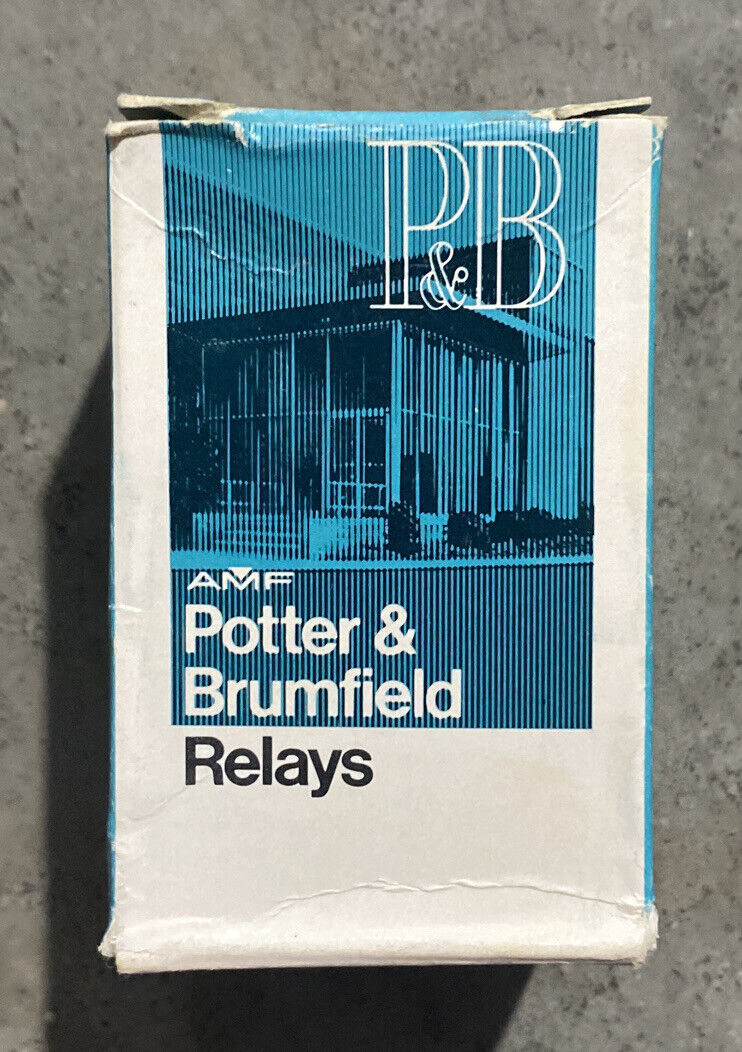 P&B
AMF
Potter &
Brumfield
Relays